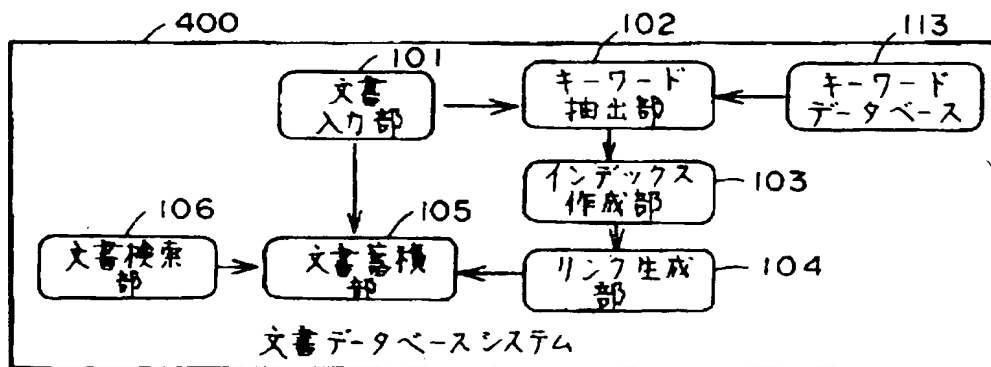 400
101
102
113
文書
入力部
キーワード
抽出部
キーワード
データベース
インデックス
作成部
103
106
105
文書検索
部
文書蓄積
部
リンク生成
部
104
文書データベースシステム